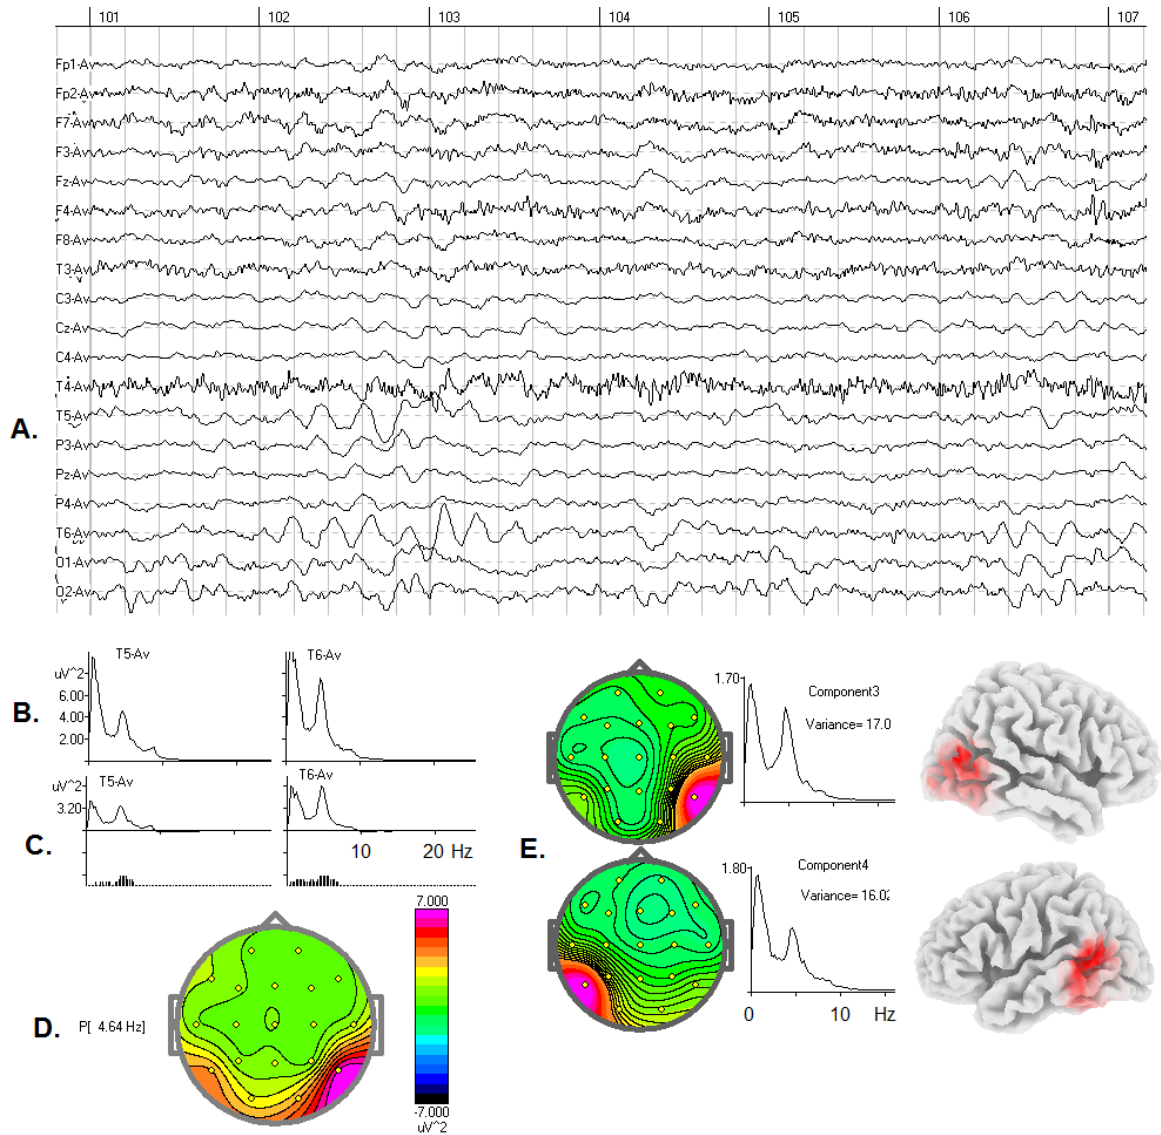 101 102 103 104 105 106 107
Fp1-Av
Fp2-A
F7-Av
F3-Av
Fz-Av
F4-Av
F8-Av
T3-Av
C3-Av
Cz-Av
C4-Av
T4-Av
T5-Av
A.
P3-Av
Pz-Av
P4-Av
T6-Av
O1-Av
O2-Av
B.
T5-Av
uV^2
6.00
4.00
2.00
T6-Av
C.
T5-Av
uV^2
3.20
T6-Av
10 20 Hz
D.
P[ 4.64 Hz]
7.000
-7.000
uV^2
E.
1.70
Component3
Variance= 17.0
1.80
Component4
Variance= 16.02
0 10 Hz